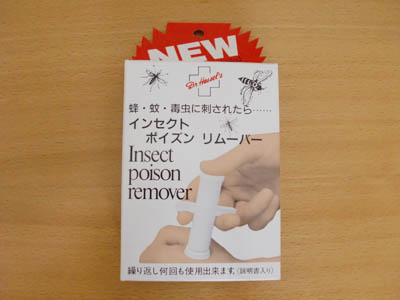 NEW
Dr. Hessel's
蜂・蚊・毒虫に刺されたら……
インセクト
ポイズン リムーバー
Insect
poison
remover
繰り返し何回も使用出来ます。(説明書入り)